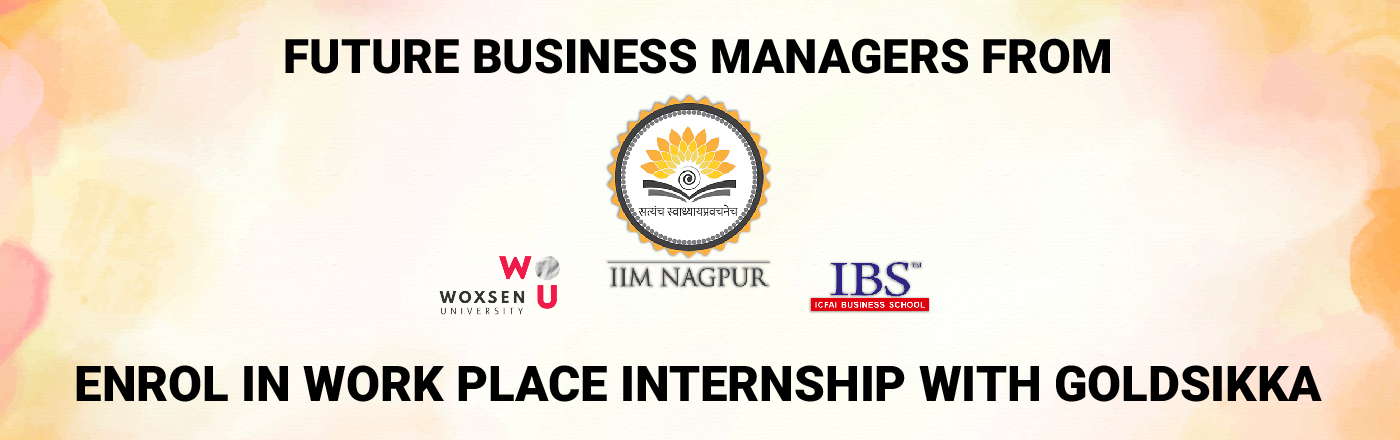 FUTURE BUSINESS MANAGERS FROM
सत्यंच स्वाध्यायप्रवचनेच
IIM NAGPUR
W
WOXSEN U
UNIVERSITY
IBS™
ICFAI BUSINESS SCHOOL
ENROL IN WORK PLACE INTERNSHIP WITH GOLDSIKKA